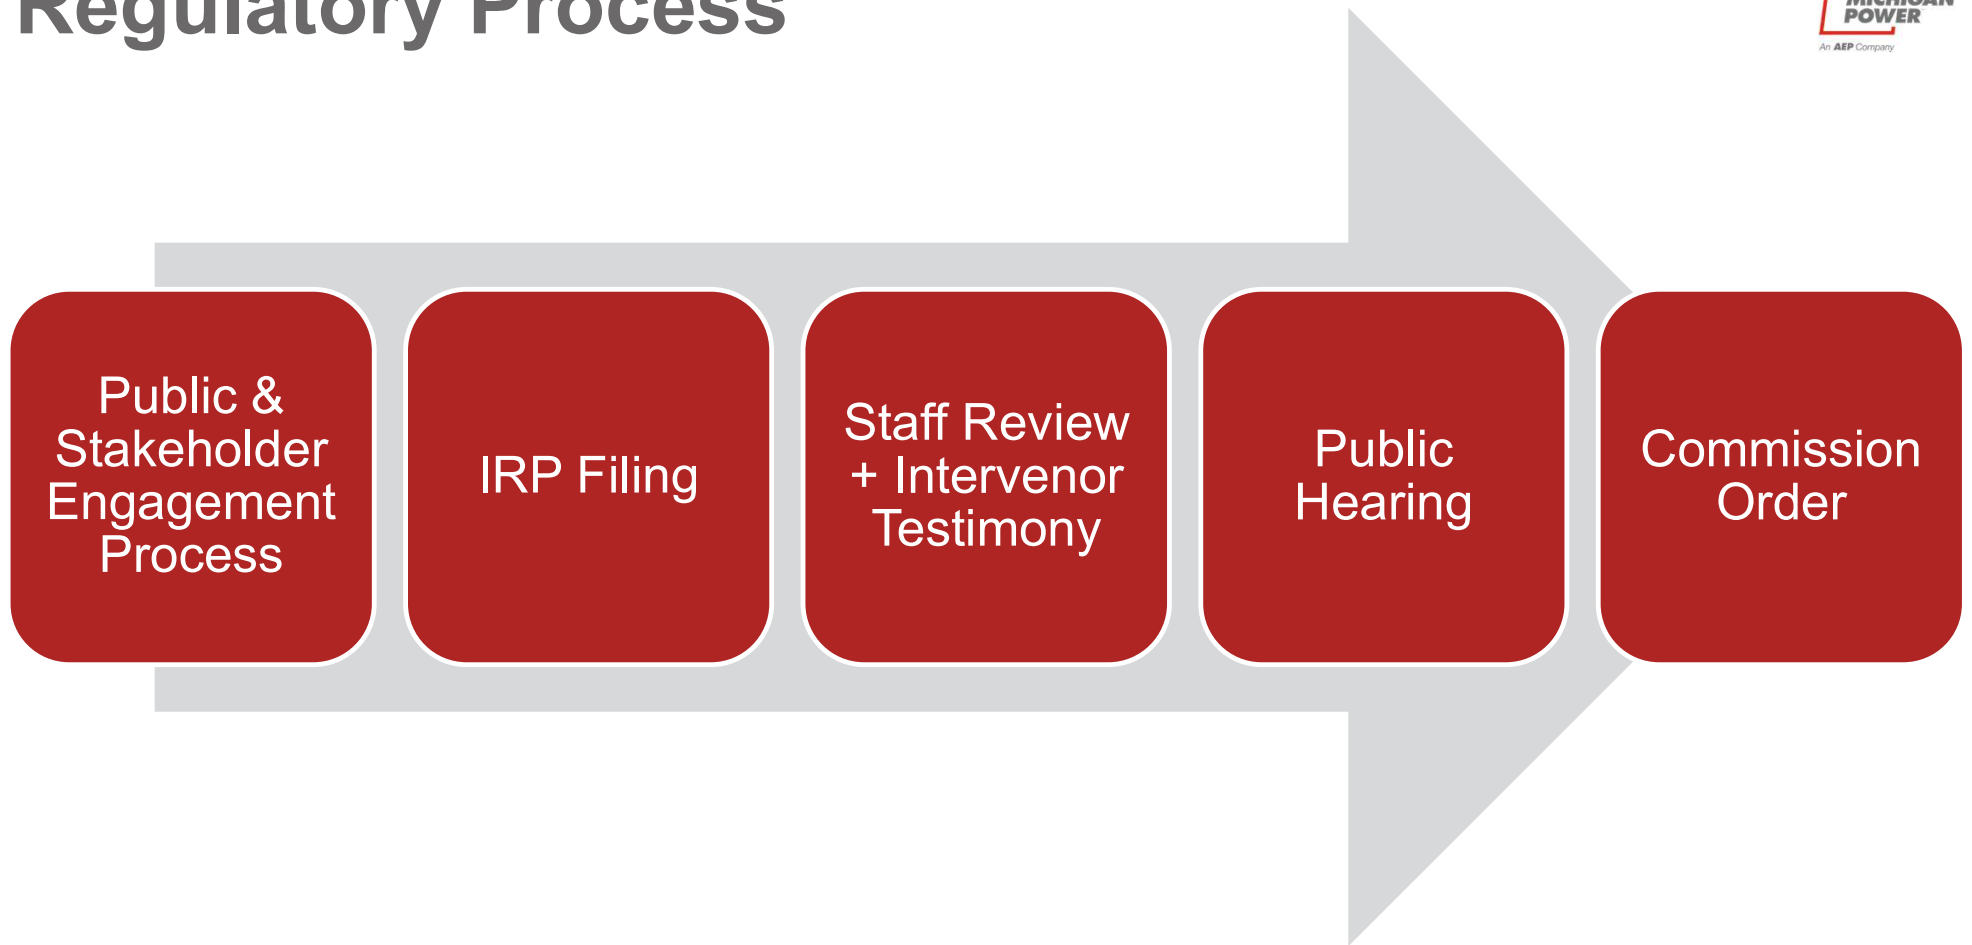 Regulatory Process
MICHIGAN
POWER
An AEP Company
Public &
Stakeholder
Engagement
Process
IRP Filing
Staff Review
+ Intervenor
Testimony
Public
Hearing
Commission
Order